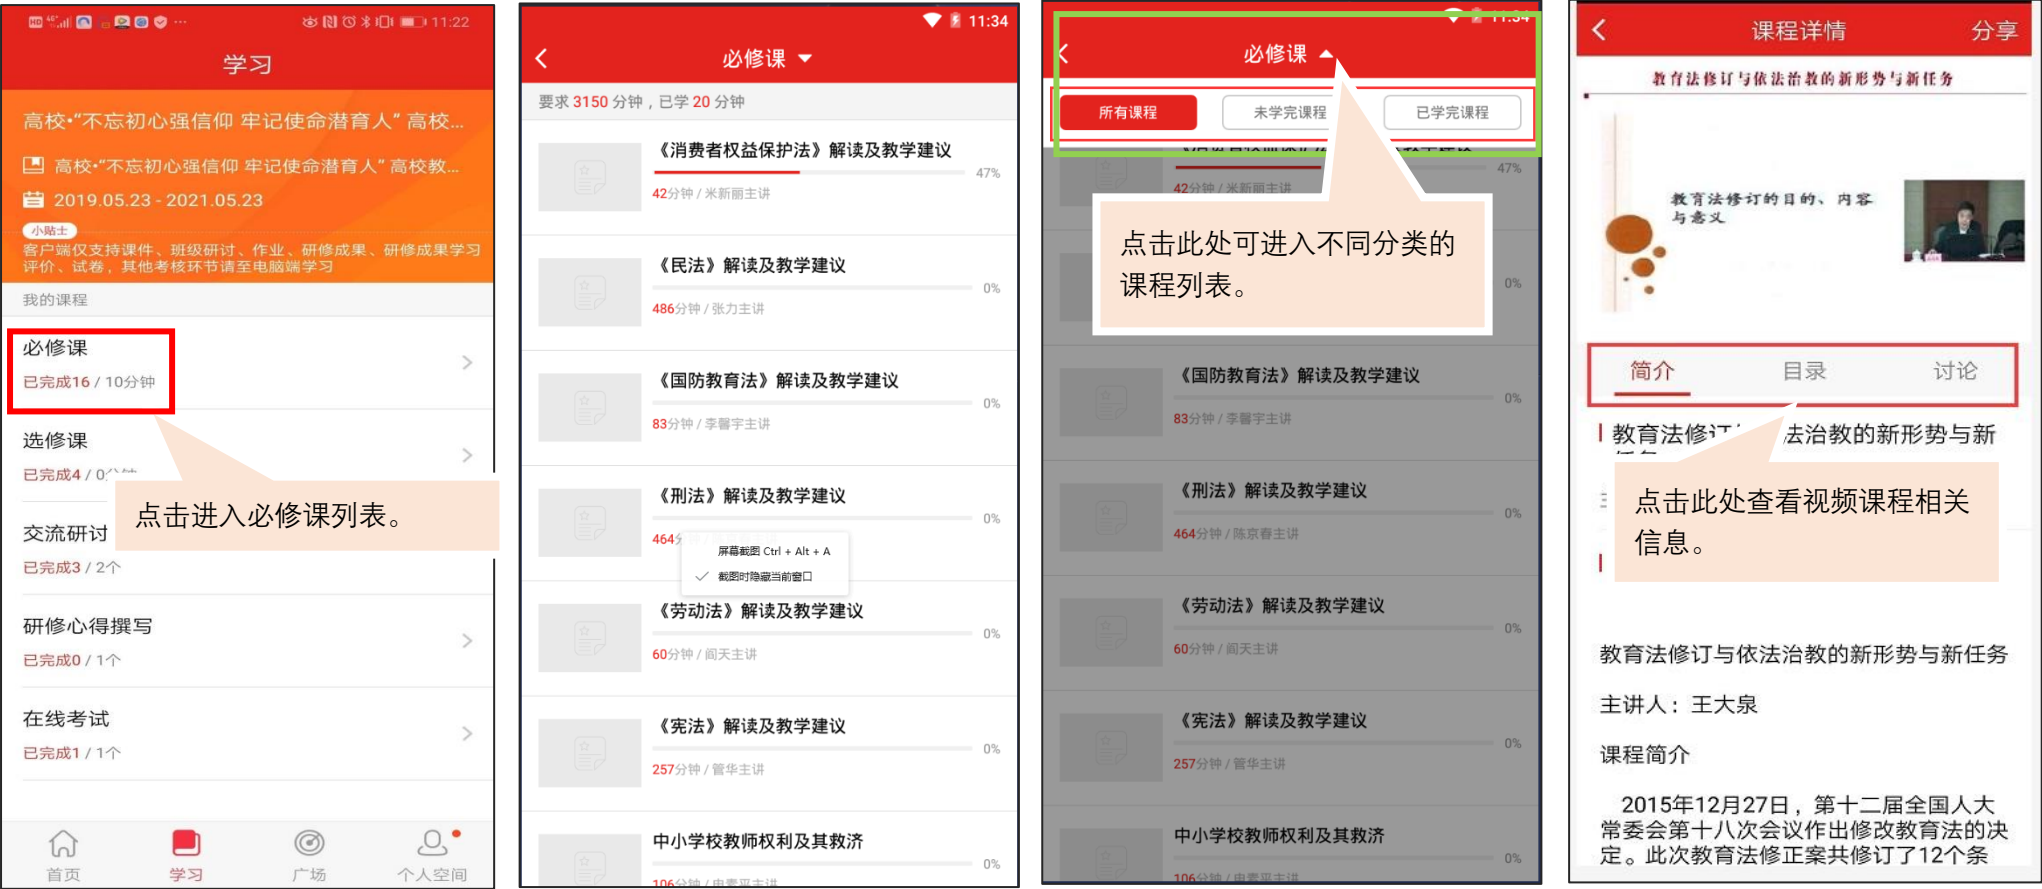 11:22
学习
高校•“不忘初心强信仰 牢记使命潜育人” 高校...
高校•“不忘初心强信仰 牢记使命潜育人” 高校教...
2019.05.23 - 2021.05.23
小贴士
客户端仅支持课件、班级研讨、作业、研修成果、研修成果学习
评价、试卷，其他考核环节请至电脑端学习
我的课程
必修课
已完成16 / 10分钟
选修课
已完成4 / 0分钟
点击进入必修课列表。
交流研讨
已完成3 / 2个
研修心得撰写
已完成0 / 1个
在线考试
已完成1 / 1个
首页
学习
广场
个人空间
11:34
必修课
要求 3150 分钟，已学 20 分钟
《消费者权益保护法》解读及教学建议
47%
42分钟 / 米新丽主讲
《民法》解读及教学建议
0%
486分钟 / 张力主讲
《国防教育法》解读及教学建议
0%
83分钟 / 李馨宇主讲
《刑法》解读及教学建议
0%
464分
屏幕截图 Ctrl + Alt + A
截图时隐藏当前窗口
《劳动法》解读及教学建议
0%
60分钟 / 阎天主讲
《宪法》解读及教学建议
0%
257分钟 / 管华主讲
中小学校教师权利及其救济
0%
106分钟 / 申素平主讲
11:34
必修课
所有课程
未学完课程
已学完课程
47%
42分钟 / 米新丽主讲
点击此处可进入不同分类的
课程列表。
0%
《国防教育法》解读及教学建议
0%
83分钟 / 李馨宇主讲
《刑法》解读及教学建议
0%
464分钟 / 陈京春主讲
《劳动法》解读及教学建议
0%
60分钟 / 阎天主讲
《宪法》解读及教学建议
0%
257分钟 / 管华主讲
中小学校教师权利及其救济
0%
106分钟 / 申素平主讲
课程详情
分享
教育法修订与依法治教的新形势与新任务
教育法修订的目的、内容
与意义
简介
目录
讨论
教育法修订 法治教的新形势与新
点击此处查看视频课程相关
信息。
教育法修订与依法治教的新形势与新任务
主讲人：王大泉
课程简介
2015年12月27日，第十二届全国人大
常委会第十八次会议作出修改教育法的决
定。此次教育法修正案共修订了12个条